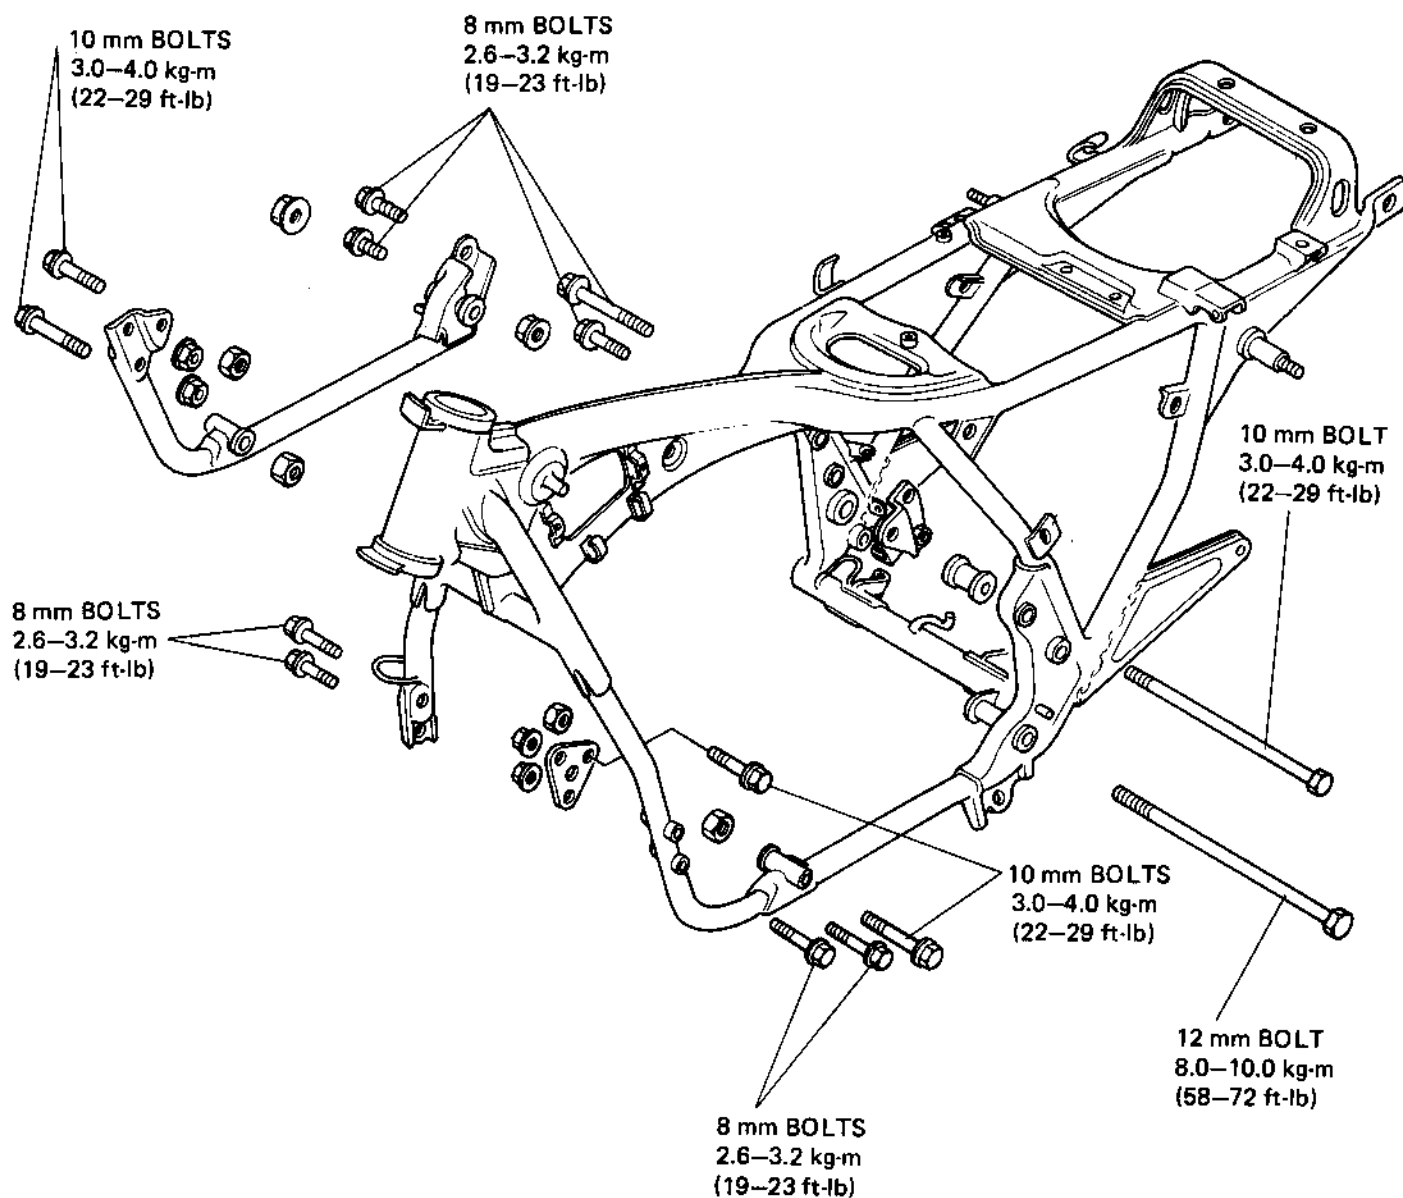 10 mm BOLTS
3.0–4.0 kg-m
(22–29 ft-lb)
8 mm BOLTS
2.6–3.2 kg-m
(19–23 ft-lb)
10 mm BOLT
3.0–4.0 kg-m
(22–29 ft-lb)
8 mm BOLTS
2.6–3.2 kg-m
(19–23 ft-lb)
10 mm BOLTS
3.0–4.0 kg-m
(22–29 ft-lb)
12 mm BOLT
8.0–10.0 kg-m
(58–72 ft-lb)
8 mm BOLTS
2.6–3.2 kg-m
(19–23 ft-lb)